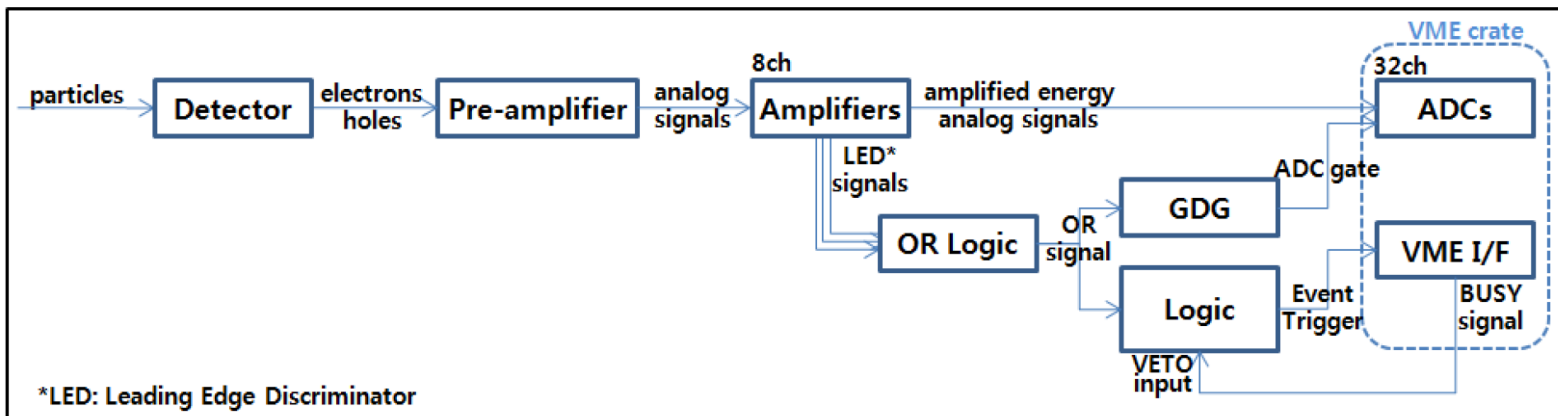 VME crate
8ch
32ch
particles
Detector
electrons
holes
Pre-amplifier
analog
signals
Amplifiers
amplified energy
analog signals
ADCs
LED*
signals
ADC gate
GDG
OR Logic
OR
signal
VME I/F
Logic
Event
Trigger
BUSY
signal
VETO
input
*LED: Leading Edge Discriminator